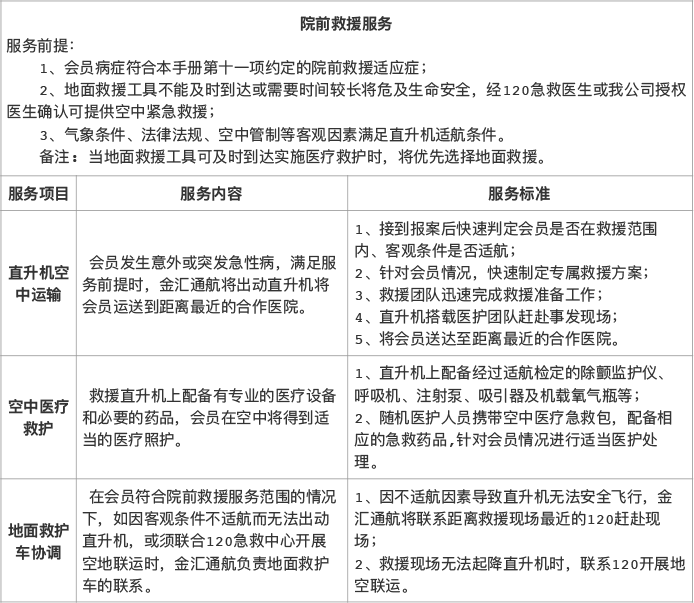 院前救援服务
服务前提：
1、会员病症符合本手册第十一项约定的院前救援适应症；
2、地面救援工具不能及时到达或需要时间较长将危及生命安全，经120急救医生或我公司授权
医生确认可提供空中紧急救援；
3、气象条件、法律法规、空中管制等客观因素满足直升机适航条件。
备注：当地面救援工具可及时到达实施医疗救护时，将优先选择地面救援。
服务项目
服务内容
服务标准
直升机空
中运输
会员发生意外或突发急性病，满足服
务前提时，金汇通航将出动直升机将
会员运送到距离最近的合作医院。
1、接到报案后快速判定会员是否在救援范围
内、客观条件是否适航；
2、针对会员情况，快速制定专属救援方案；
3、救援团队迅速完成救援准备工作；
4、直升机搭载医护团队赶赴事发现场；
5、将会员送达至距离最近的合作医院。
空中医疗
救护
救援直升机上配备有专业的医疗设备
和必要的药品，会员在空中将得到适
当的医疗照护。
1、直升机上配备经过适航检定的除颤监护仪、
呼吸机、注射泵、吸引器及机载氧气瓶等；
2、随机医护人员携带空中医疗急救包，配备相
应的急救药品,针对会员情况进行适当医护处
理。
地面救护
车协调
在会员符合院前救援服务范围的情况
下，如因客观条件不适航而无法出动
直升机，或须联合120急救中心开展
空地联运时，金汇通航负责地面救护
车的联系。
1、因不适航因素导致直升机无法安全飞行，金
汇通航将联系距离救援现场最近的120赶赴现
场；
2、救援现场无法起降直升机时，联系120开展地
空联运。